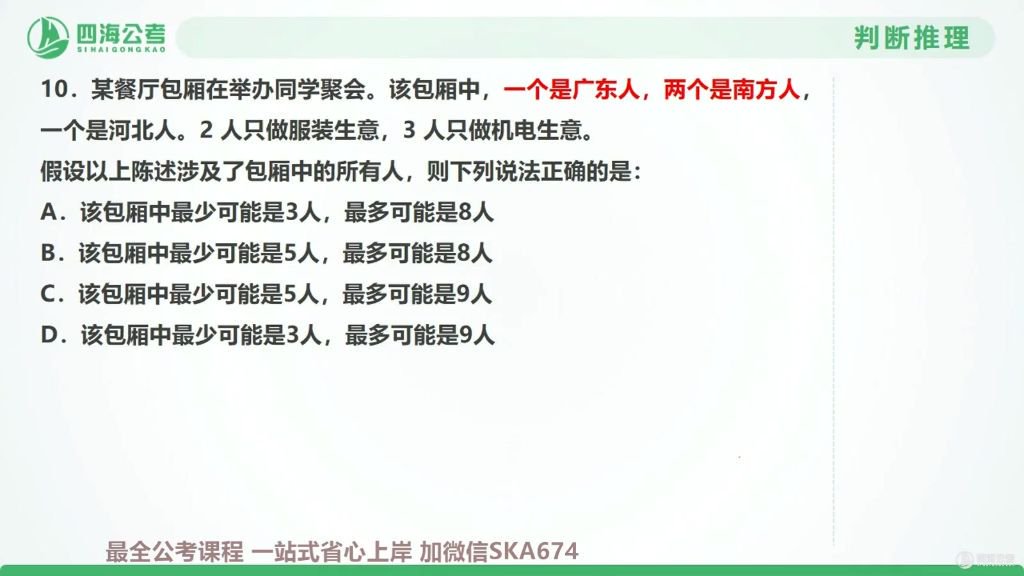 四海公考
SIHAIGONGKAO
判断推理
10. 某餐厅包厢在举办同学聚会。该包厢中，一个是广东人，两个是南方人，
一个是河北人。2 人只做服装生意，3 人只做机电生意。
假设以上陈述涉及了包厢中的所有人，则下列说法正确的是：
A. 该包厢中最少可能是3人，最多可能是8人
B. 该包厢中最少可能是5人，最多可能是8人
C. 该包厢中最少可能是5人，最多可能是9人
D. 该包厢中最少可能是3人，最多可能是9人
最全公考课程 一站式省心上岸 加微信SKA674